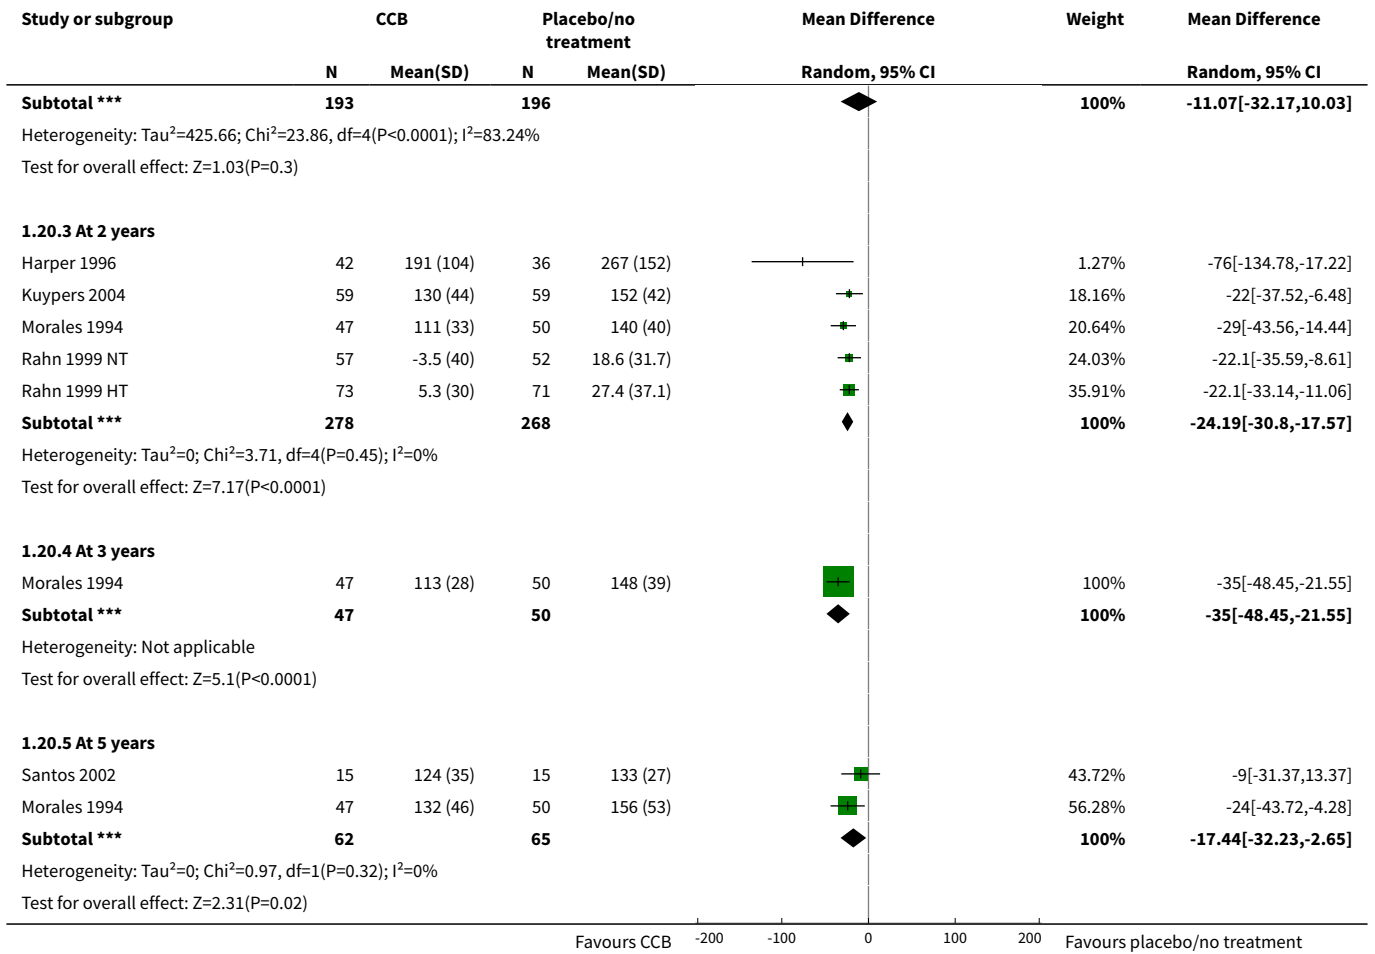 Study or subgroup CCB Placebo/no treatment Mean Difference Weight Mean Difference
N Mean(SD) N Mean(SD) Random, 95% CI Random, 95% CI
Subtotal *** 193 196 100% -11.07[-32.17,10.03]
Heterogeneity: Tau²=425.66; Chi²=23.86, df=4(P<0.0001); I²=83.24%
Test for overall effect: Z=1.03(P=0.3)
1.20.3 At 2 years
Harper 1996 42 191 (104) 36 267 (152) 1.27% -76[-134.78,-17.22]
Kuypers 2004 59 130 (44) 59 152 (42) 18.16% -22[-37.52,-6.48]
Morales 1994 47 111 (33) 50 140 (40) 20.64% -29[-43.56,-14.44]
Rahn 1999 NT 57 -3.5 (40) 52 18.6 (31.7) 24.03% -22.1[-35.59,-8.61]
Rahn 1999 HT 73 5.3 (30) 71 27.4 (37.1) 35.91% -22.1[-33.14,-11.06]
Subtotal *** 278 268 100% -24.19[-30.8,-17.57]
Heterogeneity: Tau²=0; Chi²=3.71, df=4(P=0.45); I²=0%
Test for overall effect: Z=7.17(P<0.0001)
1.20.4 At 3 years
Morales 1994 47 113 (28) 50 148 (39) 100% -35[-48.45,-21.55]
Subtotal *** 47 50 100% -35[-48.45,-21.55]
Heterogeneity: Not applicable
Test for overall effect: Z=5.1(P<0.0001)
1.20.5 At 5 years
Santos 2002 15 124 (35) 15 133 (27) 43.72% -9[-31.37,13.37]
Morales 1994 47 132 (46) 50 156 (53) 56.28% -24[-43.72,-4.28]
Subtotal *** 62 65 100% -17.44[-32.23,-2.65]
Heterogeneity: Tau²=0; Chi²=0.97, df=1(P=0.32); I²=0%
Test for overall effect: Z=2.31(P=0.02)
Favours CCB -200 -100 0 100 200 Favours placebo/no treatment